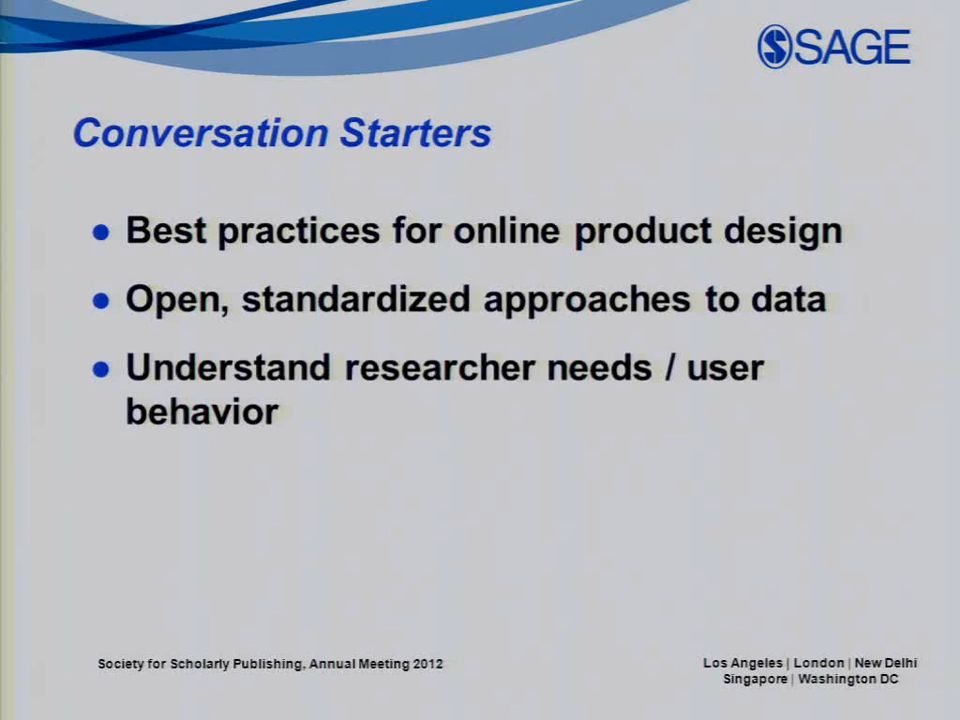 SAGE
Conversation Starters
● Best practices for online product design
● Open, standardized approaches to data
● Understand researcher needs / user
behavior
Society for Scholarly Publishing, Annual Meeting 2012
Los Angeles | London | New Delhi
Singapore | Washington DC